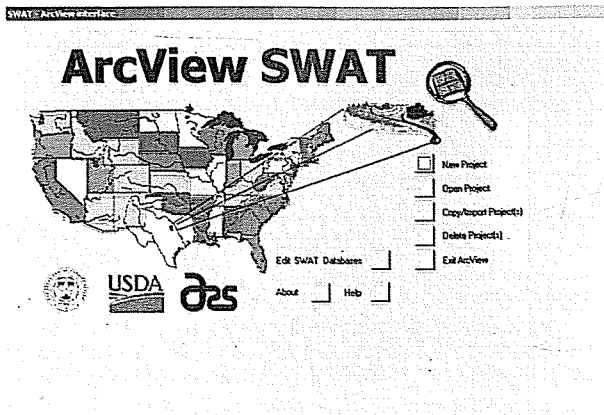 SWAT - ArcView interface
ArcView SWAT
New Project
Open Project
Copy/Import Project(s)
Delete Project(s)
Exit ArcView
Edit SWAT Databases
About
Help
USDA
ars